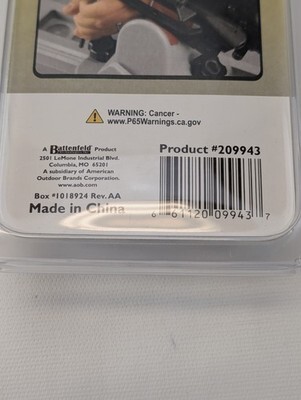 WARNING: Cancer -
www.P65Warnings.ca.gov
A Battenfeld Product
2501 LeMone Industrial Blvd.
Columbia, MO 65201
A subsidiary of American
Outdoor Brands Corporation.
www.aob.com
Box #1018924 Rev. AA
Made in China
Product #209943
6 61120 09943 7